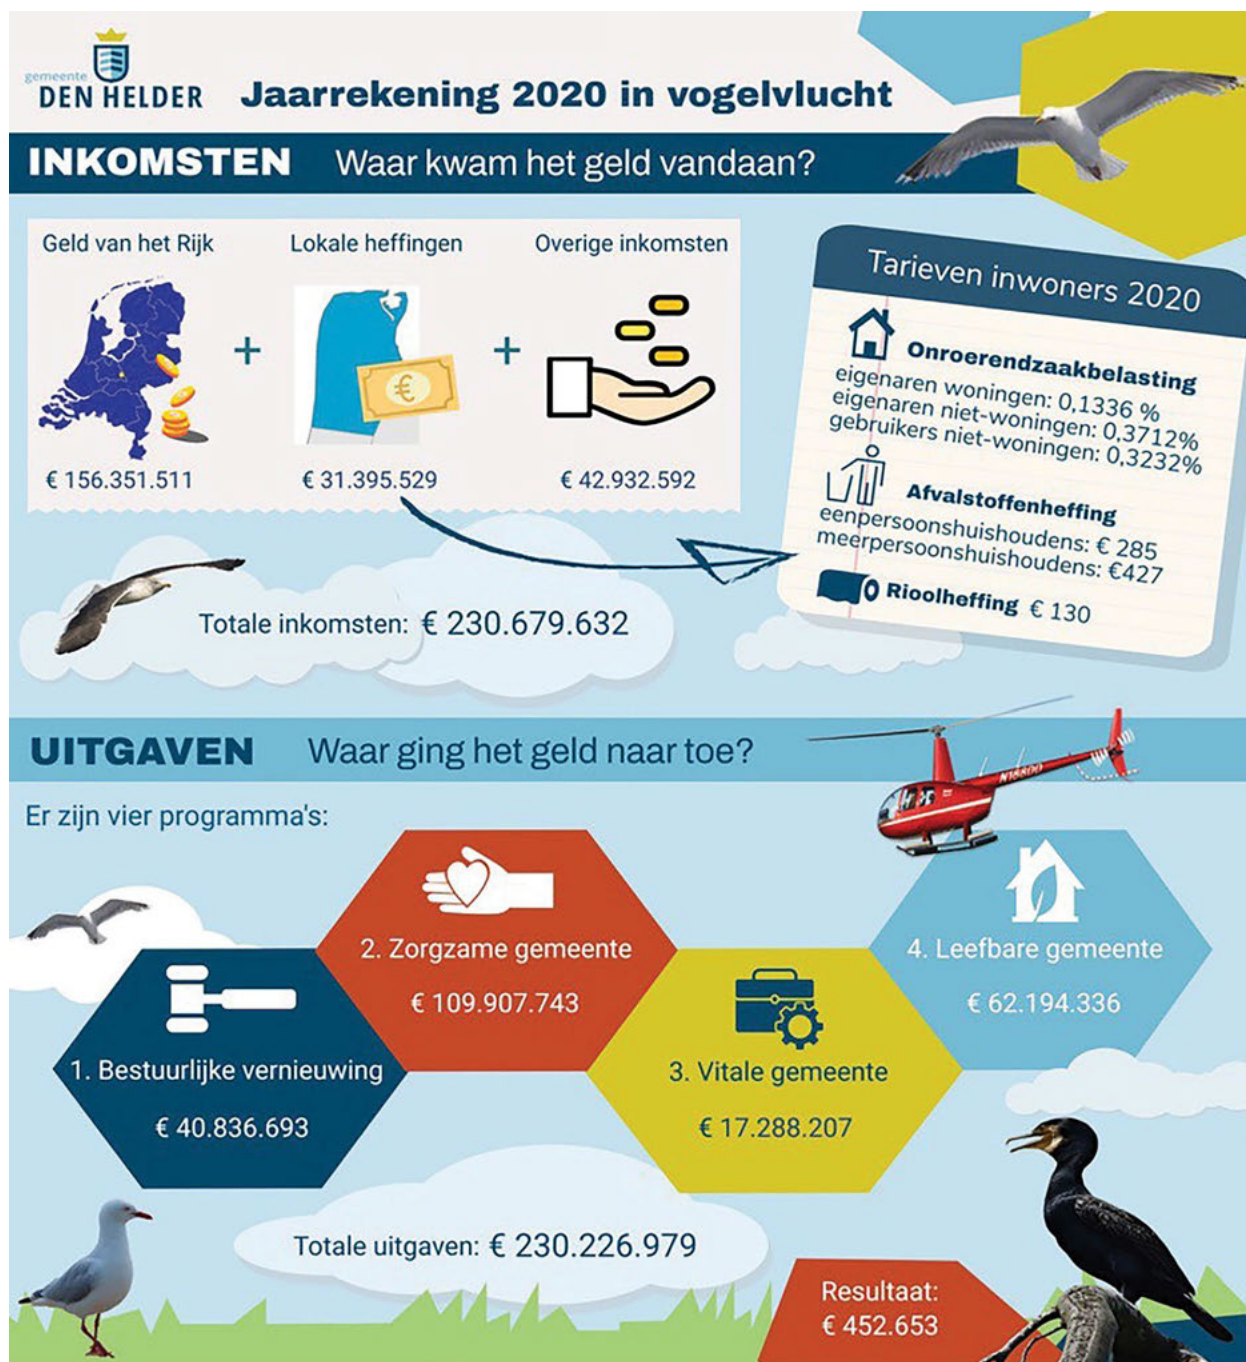 gemeente
DEN HELDER
Jaarrekening 2020 in vogelvlucht
INKOMSTEN Waar kwam het geld vandaan?
Geld van het Rijk
€ 156.351.511
+
Lokale heffingen
€
€ 31.395.529
+
Overige inkomsten
€ 42.932.592
Totale inkomsten: € 230.679.632
Tarieven inwoners 2020
Onroerendzaakbelasting
eigenaren woningen: 0,1336 %
eigenaren niet-woningen: 0,3712%
gebruikers niet-woningen: 0,3232%
Afvalstoffenheffing
eenpersoonshuishoudens: € 285
meerpersoonshuishoudens: €427
Rioolheffing € 130
UITGAVEN Waar ging het geld naar toe?
Er zijn vier programma's:
1. Bestuurlijke vernieuwing
€ 40.836.693
2. Zorgzame gemeente
€ 109.907.743
3. Vitale gemeente
€ 17.288.207
4. Leefbare gemeente
€ 62.194.336
Totale uitgaven: € 230.226.979
Resultaat:
€ 452.653